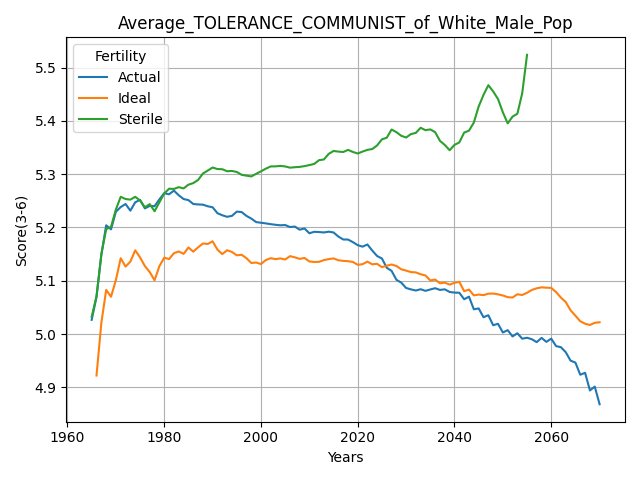 Average_TOLERANCE_COMMUNIST_of_White_Male_Pop
Fertility
Actual
Ideal
Sterile
5.5
5.4
5.3
5.2
5.1
5.0
4.9
Score(3-6)
1960
1980
2000
2020
2040
2060
Years